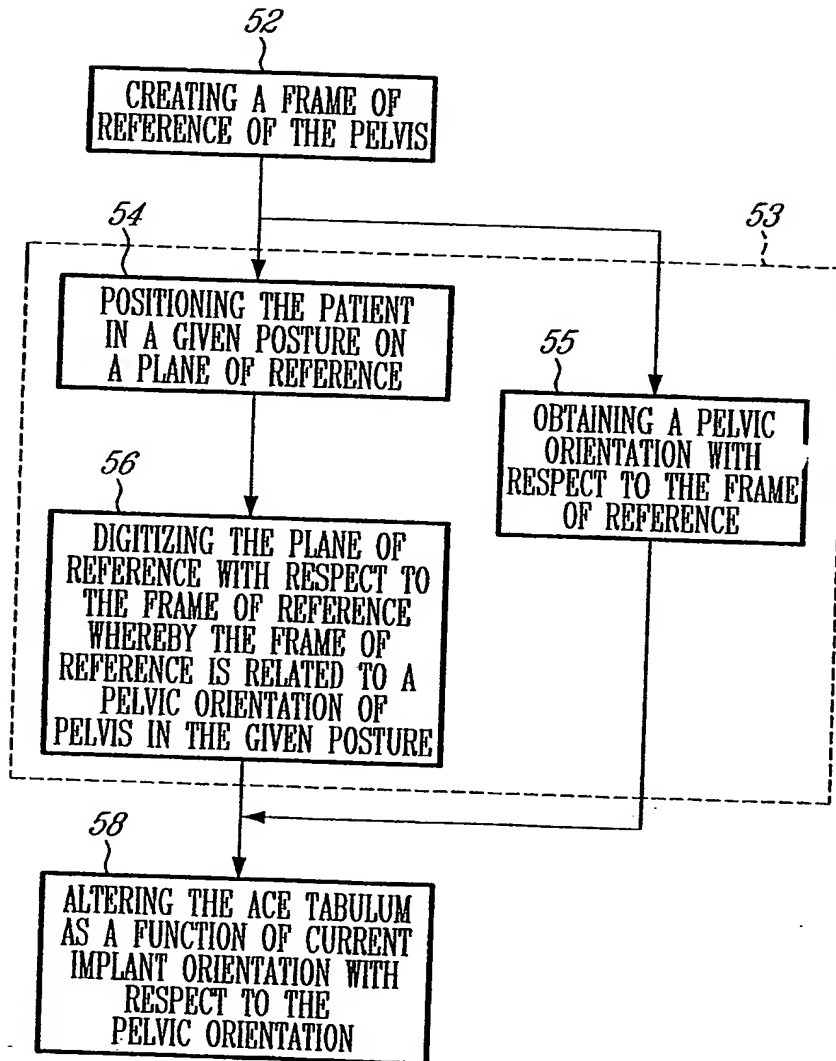 52
CREATING A FRAME OF
REFERENCE OF THE PELVIS
54
53
POSITIONING THE PATIENT
IN A GIVEN POSTURE ON
A PLANE OF REFERENCE
55
OBTAINING A PELVIC
ORIENTATION WITH
RESPECT TO THE FRAME
OF REFERENCE
56
DIGITIZING THE PLANE OF
REFERENCE WITH RESPECT TO
THE FRAME OF REFERENCE
WHEREBY THE FRAME OF
REFERENCE IS RELATED TO A
PELVIC ORIENTATION OF
PELVIS IN THE GIVEN POSTURE
58
ALTERING THE ACE TABULUM
AS A FUNCTION OF CURRENT
IMPLANT ORIENTATION WITH
RESPECT TO THE
PELVIC ORIENTATION